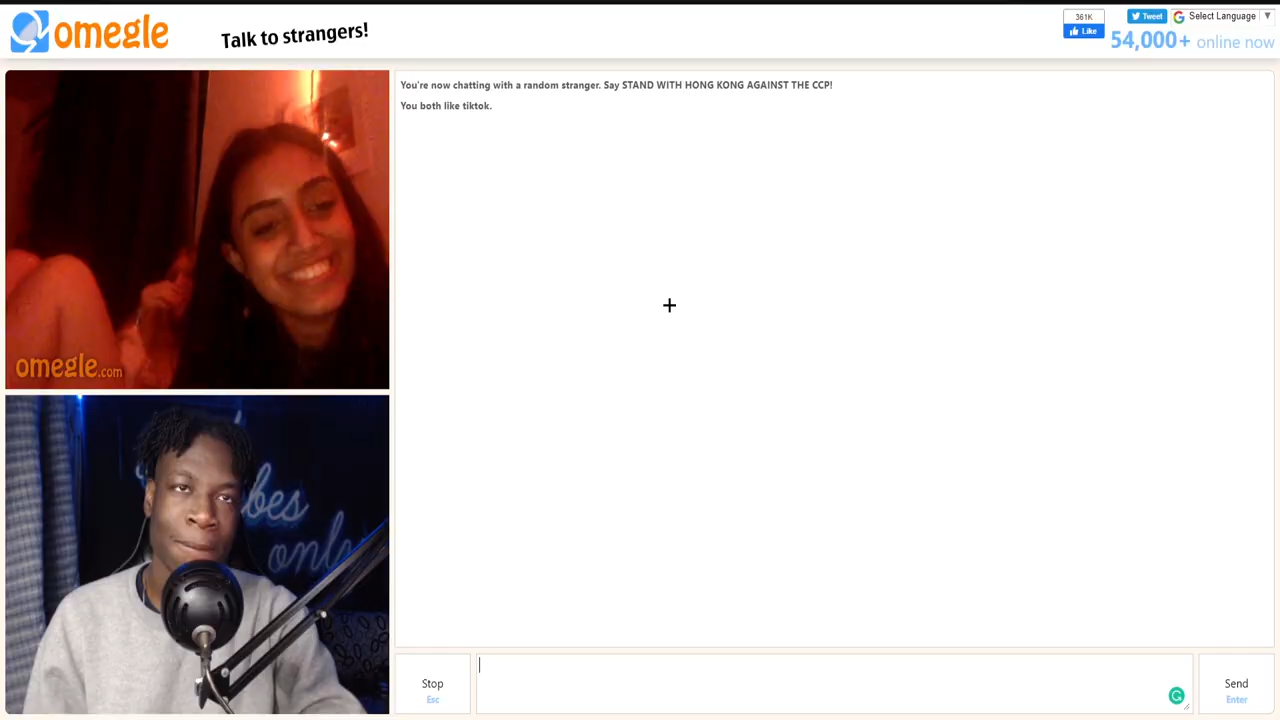 omegle
Talk to strangers!
361K
Like
Tweet
Select Language
54,000+ online now
You're now chatting with a random stranger. Say STAND WITH HONG KONG AGAINST THE CCP!
You both like tiktok.
omegle.com
bes
only
Stop
Esc
Send
Enter